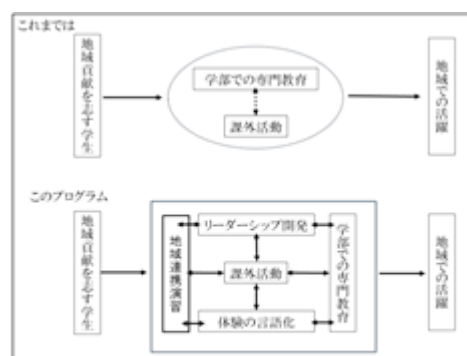 これまでは
地域貢献を志す学生
学部での専門教育
課外活動
地域での活躍
このプログラム
地域貢献を志す学生
地域連携演習
リーダーシップ開発
課外活動
体験の言語化
学部での専門教育
地域での活躍